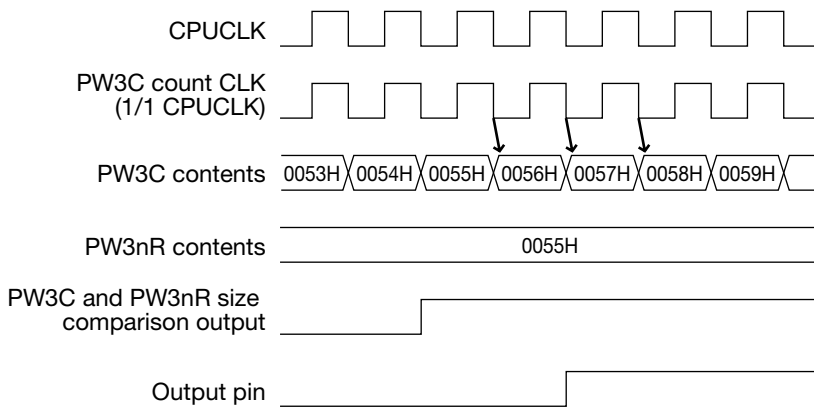 CPUCLK
PW3C count CLK
(1/1 CPUCLK)
PW3C contents 0053H 0054H 0055H 0056H 0057H 0058H 0059H
PW3nR contents 0055H
PW3C and PW3nR size
comparison output
Output pin